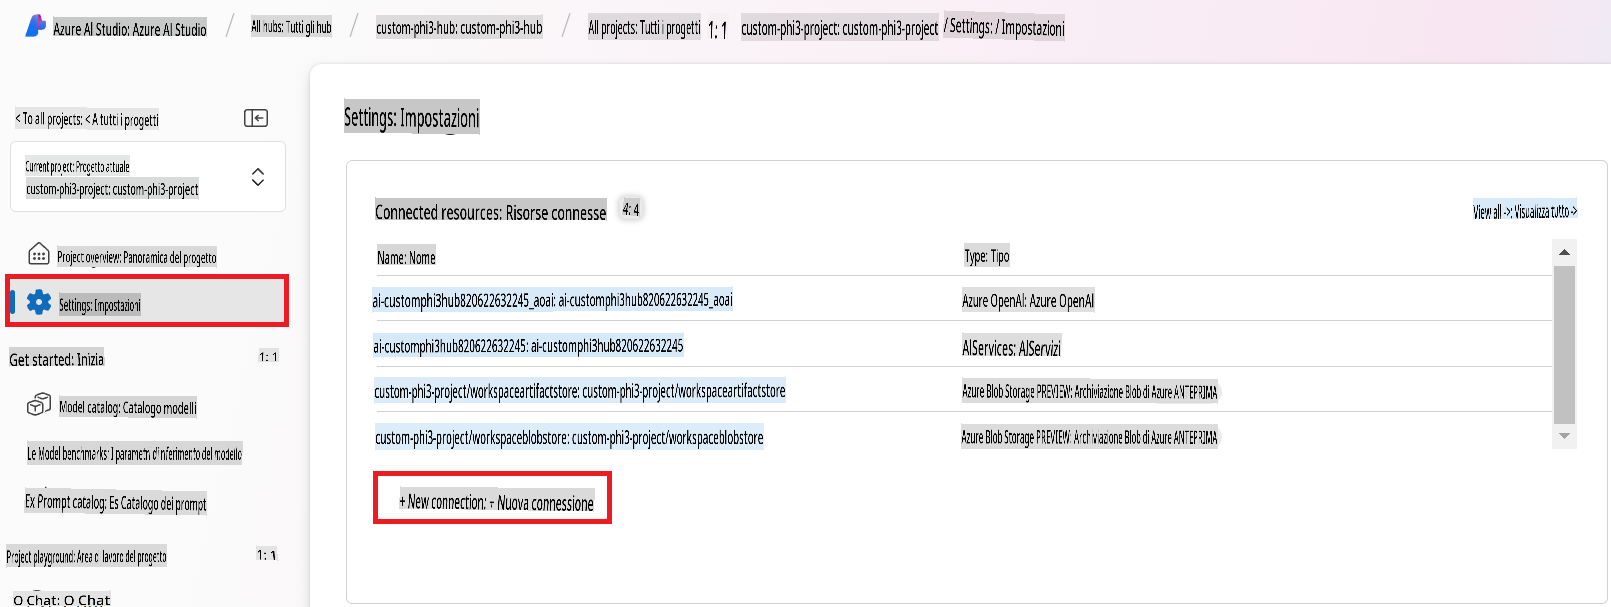 Azure AI Studio: Azure AI Studio / All hubs: Tutti gli hub / custom-phi3-hub: custom-phi3-hub / All projects: Tutti i progetti 1: 1 custom-phi3-project: custom-phi3-project / Settings: / Impostazioni
< To all projects: < A tutti i progetti
Current project: Progetto attuale
custom-phi3-project: custom-phi3-project
Project overview: Panoramica del progetto
Settings: Impostazioni
Get started: Inizia 1: 1
Model catalog: Catalogo modelli
Le Model benchmarks: I parametri di riferimento del modello
Ex Prompt catalog: Es Catalogo dei prompt
Project playground: Area di lavoro del progetto 1: 1
O Chat: O Chat
Settings: Impostazioni
Connected resources: Risorse connesse 4: 4
View all ->: Visualizza tutto ->
Name: Nome Type: Tipo
ai-customphi3hub820622632245_aoai: ai-customphi3hub820622632245_aoai Azure OpenAI: Azure OpenAI
ai-customphi3hub820622632245: ai-customphi3hub820622632245 AIServices: AIServizi
custom-phi3-project/workspaceartifactstore: custom-phi3-project/workspaceartifactstore Azure Blob Storage PREVIEW: Archiviazione Blob di Azure ANTEPRIMA
custom-phi3-project/workspaceblobstore: custom-phi3-project/workspaceblobstore Azure Blob Storage PREVIEW: Archiviazione Blob di Azure ANTEPRIMA
+ New connection: + Nuova connessione